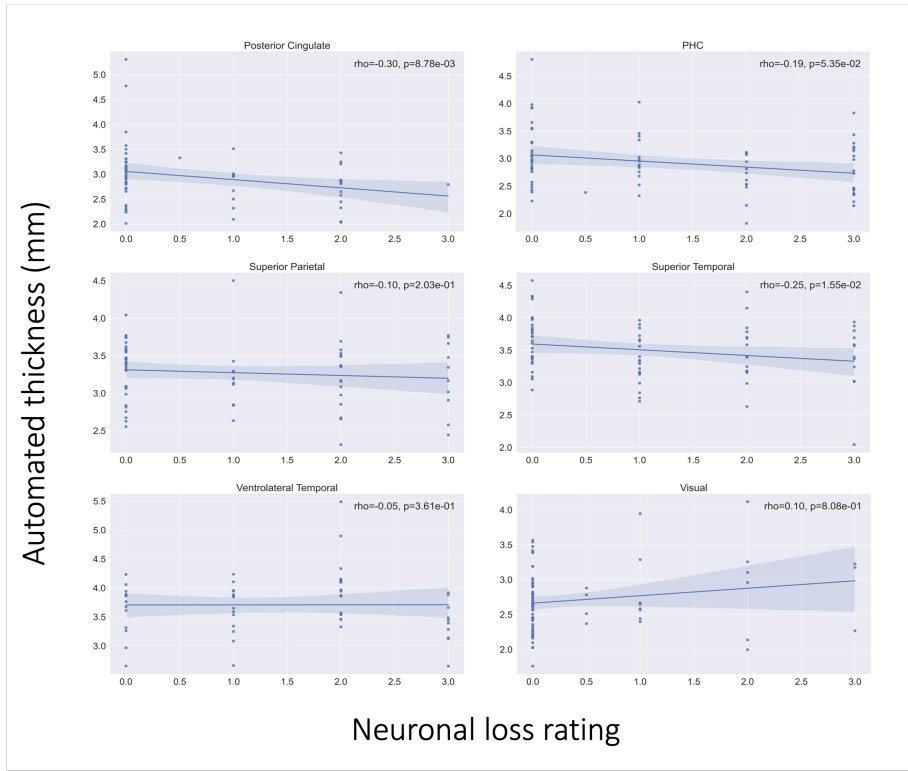 Automated thickness (mm)
Posterior Cingulate
rho=-0.30, p=8.78e-03
5.0
4.5
4.0
3.5
3.0
2.5
2.0
0.0 0.5 1.0 1.5 2.0 2.5 3.0
PHC
rho=-0.19, p=5.35e-02
4.5
4.0
3.5
3.0
2.5
2.0
0.0 0.5 1.0 1.5 2.0 2.5 3.0
Superior Parietal
rho=-0.10, p=2.03e-01
4.5
4.0
3.5
3.0
2.5
0.0 0.5 1.0 1.5 2.0 2.5 3.0
Superior Temporal
rho=-0.25, p=1.55e-02
4.5
4.0
3.5
3.0
2.5
2.0
0.0 0.5 1.0 1.5 2.0 2.5 3.0
Ventrolateral Temporal
rho=-0.05, p=3.61e-01
5.5
5.0
4.5
4.0
3.5
3.0
0.0 0.5 1.0 1.5 2.0 2.5 3.0
Visual
rho=0.10, p=8.08e-01
4.0
3.5
3.0
2.5
2.0
0.0 0.5 1.0 1.5 2.0 2.5 3.0
Neuronal loss rating